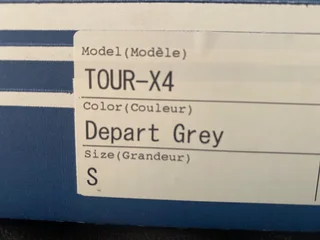 Model(Modèle)
TOUR-X4
Color(Couleur)
Depart Grey
Size(Grandeur)
S